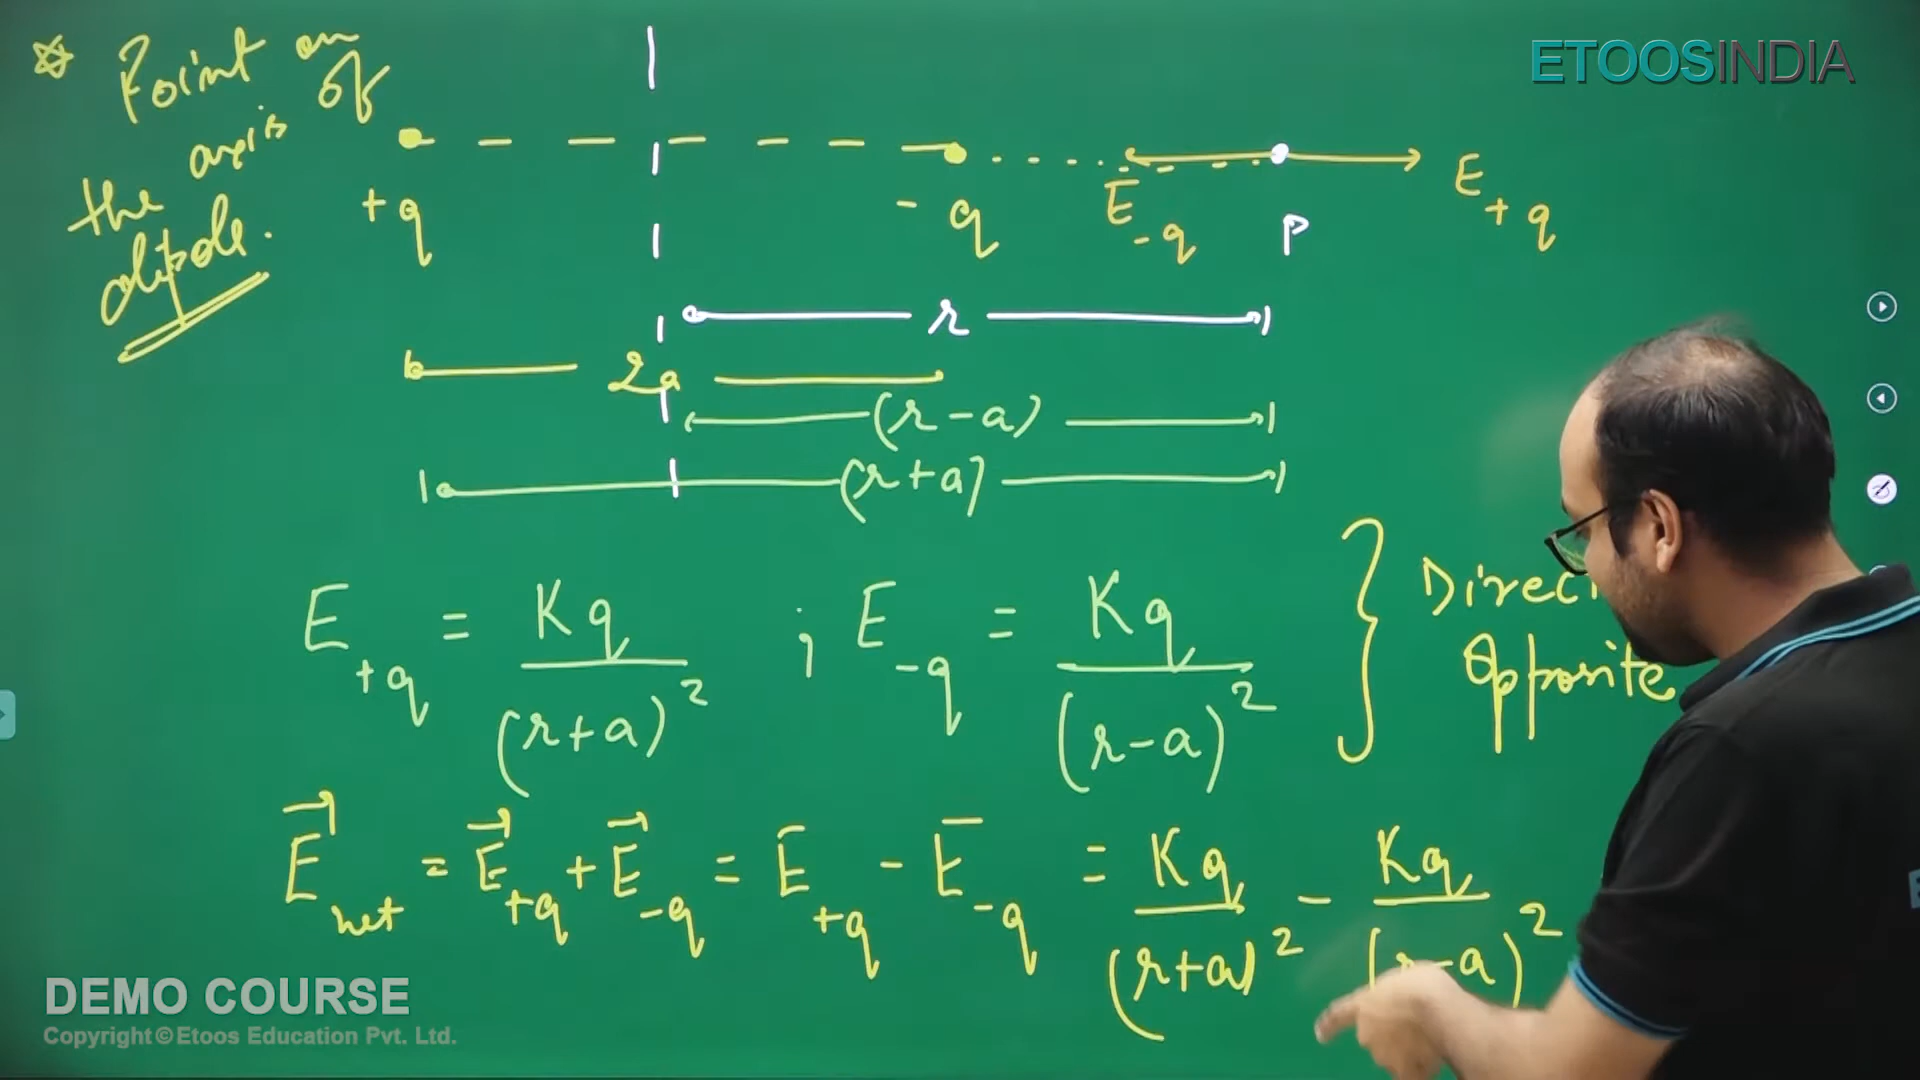 ☆ Point on
the axis of
dipole.
ETOOSINDIA
+q
-q
E-q
P
E+q
r
2a
(r-a)
(r+a)
E+q = Kq/(r+a)² ; E-q = Kq/(r-a)² }
Opposite
E⃗net = E⃗+q + E⃗-q = E+q - E-q = Kq/(r+a)² - Kq/(r-a)²
DEMO COURSE
Copyright © Etoos Education Pvt. Ltd.